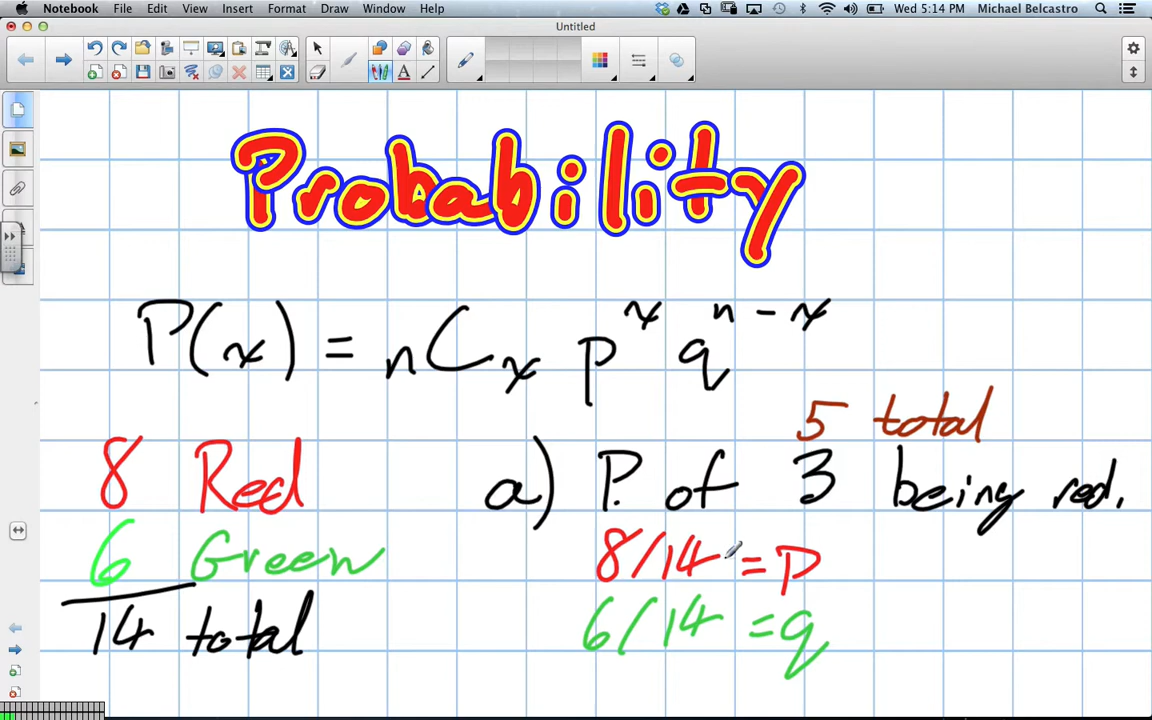 Notebook File Edit View Insert Format Draw Window Help Wed 5:14 PM Michael Belcastro
Untitled
Probability
P(x) = nCx p^x q^n-x
5 total
8 Red
a) P. of 3 being red.
6 Green
8/14 = P
14 total
6/14 = q